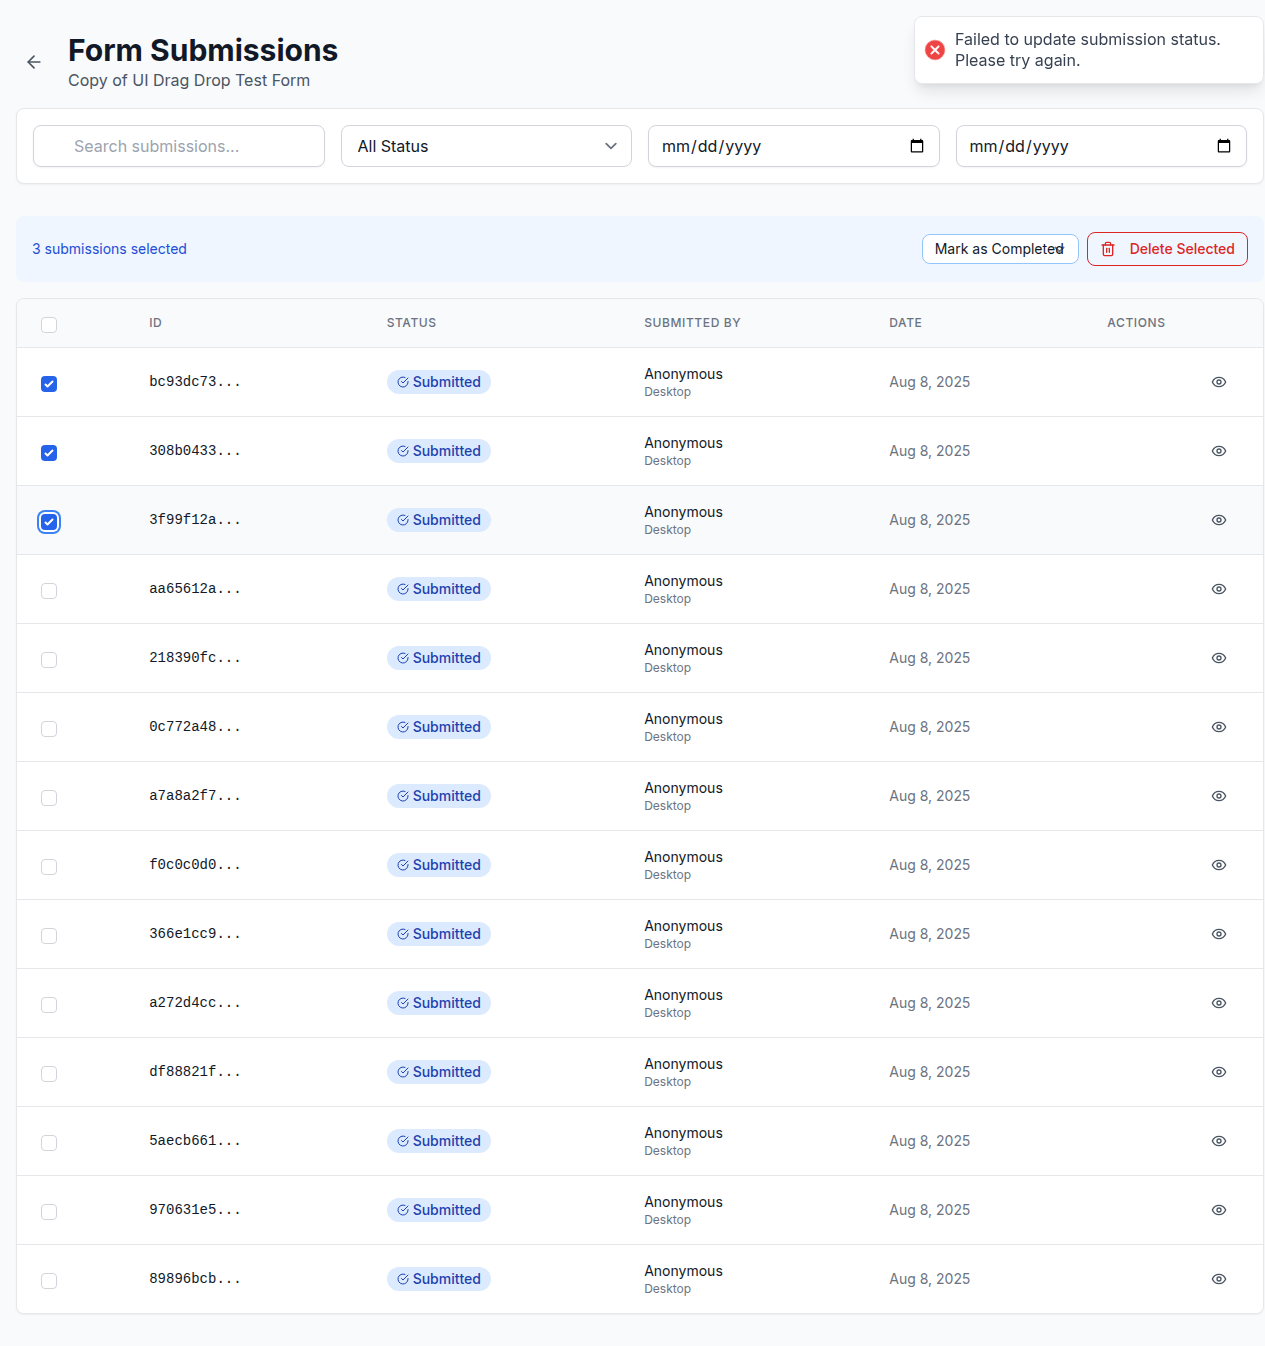 Form Submissions
Copy of UI Drag Drop Test Form
Failed to update submission status.
Please try again.
Search submissions...
All Status
mm/dd/yyyy
mm/dd/yyyy
3 submissions selected
Mark as Completed
Delete Selected
ID STATUS SUBMITTED BY DATE ACTIONS
bc93dc73... Submitted Anonymous Aug 8, 2025
Desktop
308b0433... Submitted Anonymous Aug 8, 2025
Desktop
3f99f12a... Submitted Anonymous Aug 8, 2025
Desktop
aa65612a... Submitted Anonymous Aug 8, 2025
Desktop
218390fc... Submitted Anonymous Aug 8, 2025
Desktop
0c772a48... Submitted Anonymous Aug 8, 2025
Desktop
a7a8a2f7... Submitted Anonymous Aug 8, 2025
Desktop
f0c0c0d0... Submitted Anonymous Aug 8, 2025
Desktop
366e1cc9... Submitted Anonymous Aug 8, 2025
Desktop
a272d4cc... Submitted Anonymous Aug 8, 2025
Desktop
df88821f... Submitted Anonymous Aug 8, 2025
Desktop
5aecb661... Submitted Anonymous Aug 8, 2025
Desktop
970631e5... Submitted Anonymous Aug 8, 2025
Desktop
89896bcb... Submitted Anonymous Aug 8, 2025
Desktop